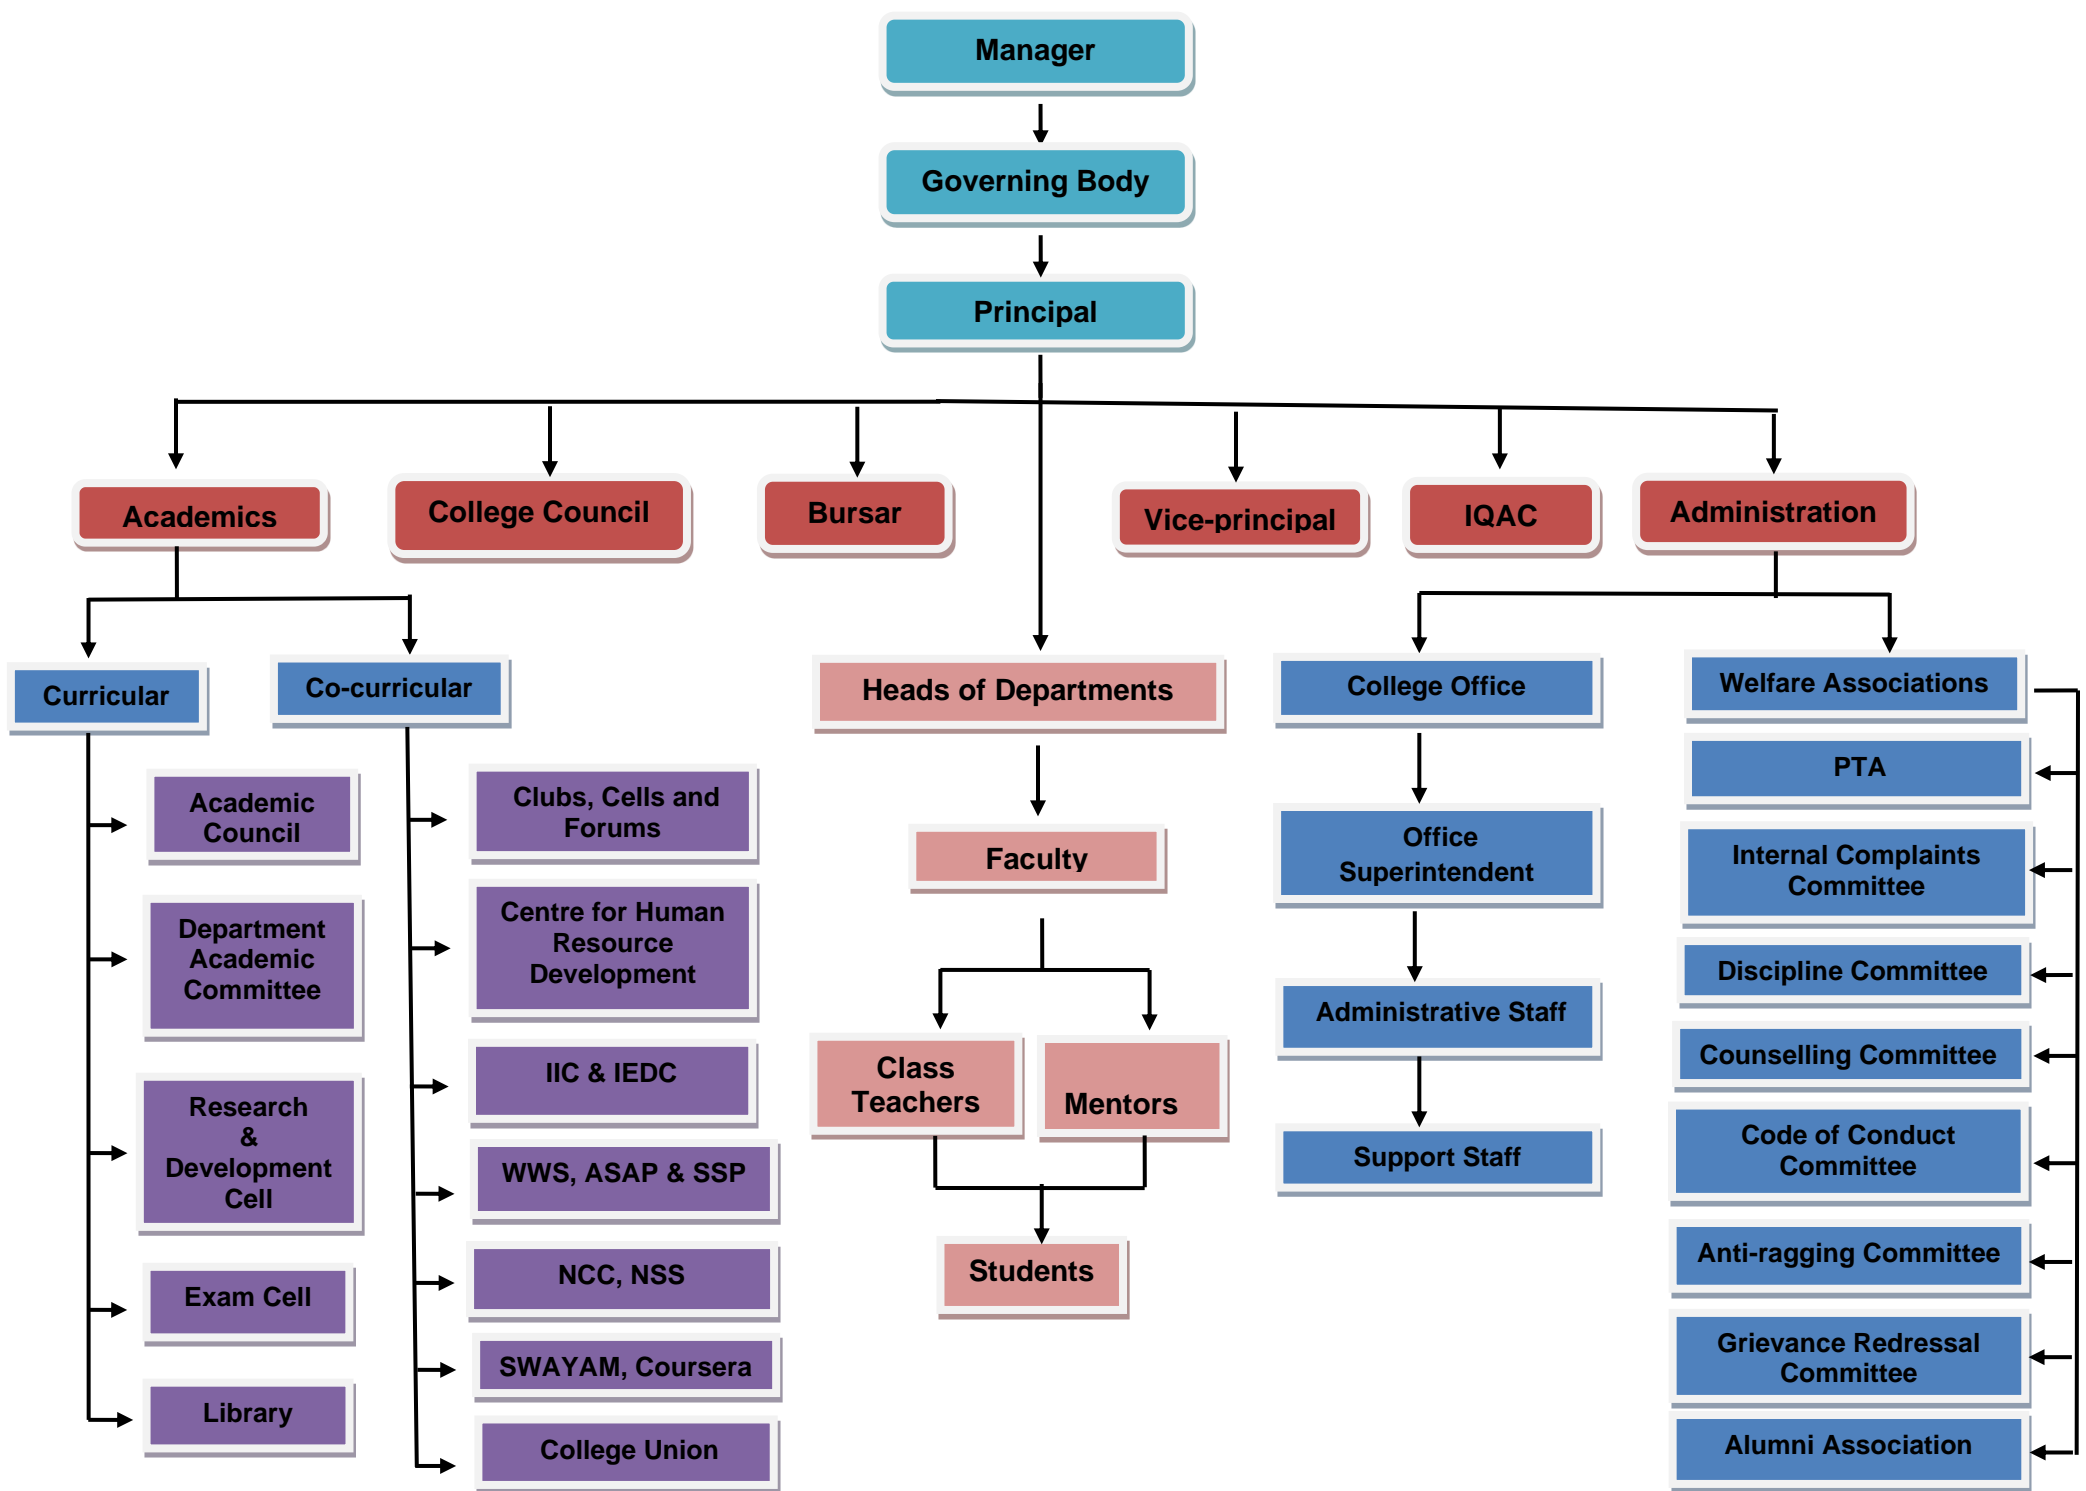 Manager
Governing Body
Principal
Academics
College Council
Bursar
Vice-principal
IQAC
Administration
Curricular
Co-curricular
Heads of Departments
College Office
Welfare Associations
Academic
Council
Department
Academic
Committee
Research
&
Development
Cell
Exam Cell
Library
Clubs, Cells and
Forums
Centre for Human
Resource
Development
IIC & IEDC
WWS, ASAP & SSP
NCC, NSS
SWAYAM, Coursera
College Union
Faculty
Class
Teachers
Mentors
Students
Office
Superintendent
Administrative Staff
Support Staff
PTA
Internal Complaints
Committee
Discipline Committee
Counselling Committee
Code of Conduct
Committee
Anti-ragging Committee
Grievance Redressal
Committee
Alumni Association